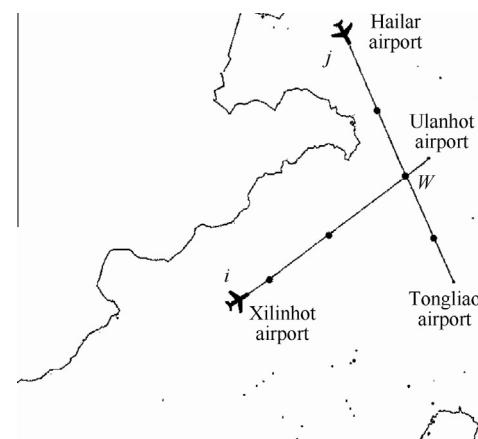 Hailar
airport
j
Ulanhot
airport
W
i
Xilinhot
airport
Tongliao
airport